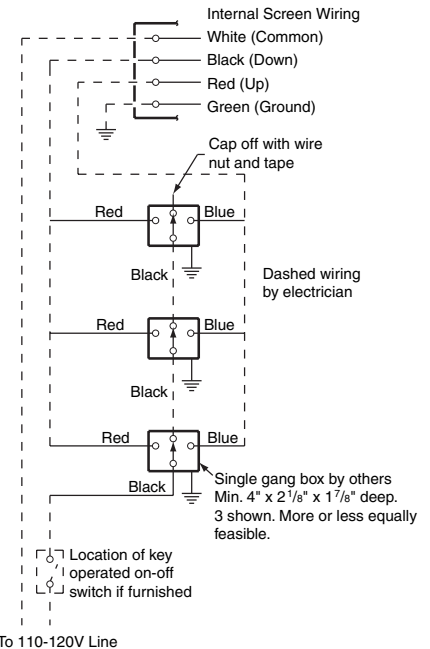 Internal Screen Wiring
White (Common)
Black (Down)
Red (Up)
Green (Ground)
Cap off with wire
nut and tape
Red
Blue
Black
Dashed wiring
by electrician
Red
Blue
Black
Red
Blue
Black
Single gang box by others
Min. 4" x 2 1/8" x 1 7/8" deep.
3 shown. More or less equally
feasible.
Location of key
operated on-off
switch if furnished
To 110-120V Line